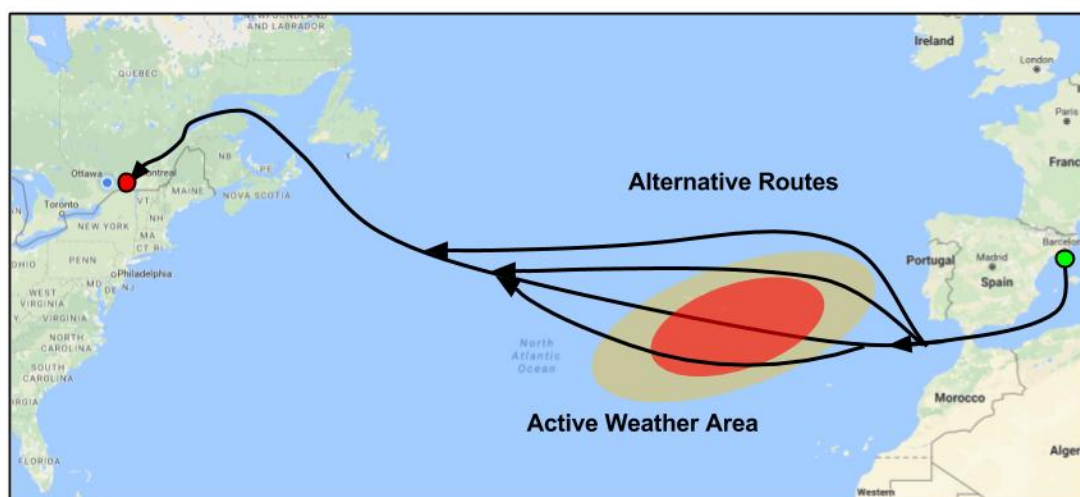 NEWFOUNDLAND
AND LABRADOR
QUEBEC
Ireland
London
Paris
Franc
Ottawa
Montreal
NB
PE
MAINE
NOVA SCOTIA
Toronto
VT
NH
NEW YORK
MA
CT RI
PENN
Philadelphia
MD
DE
NJ
OHIO
WEST
VIRGINIA
VIRGINIA
NORTH
CAROLINA
SOUTH
CAROLINA
FLORIDA
Alternative Routes
Portugal
Madrid
Spain
Barcelon
North
Atlantic
Ocean
Active Weather Area
Morocco
Alger
Western